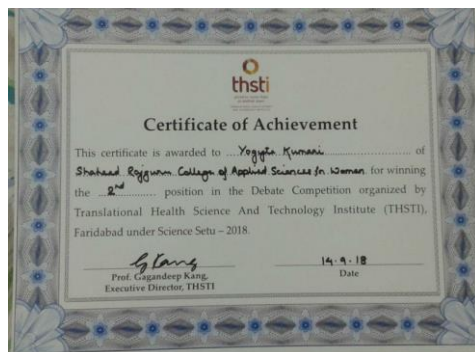 thsti
Certificate of Achievement
This certificate is awarded to ....Yogyta Kumari.................... of
Shaheed Rajguru College of Applied Sciences for Women for winning
the ..2nd............ position in the Debate Competition organized by
Translational Health Science And Technology Institute (THSTI),
Faridabad under Science Setu – 2018.
G Kang
14.9.18
Prof. Gagandeep Kang,
Date
Executive Director, THSTI